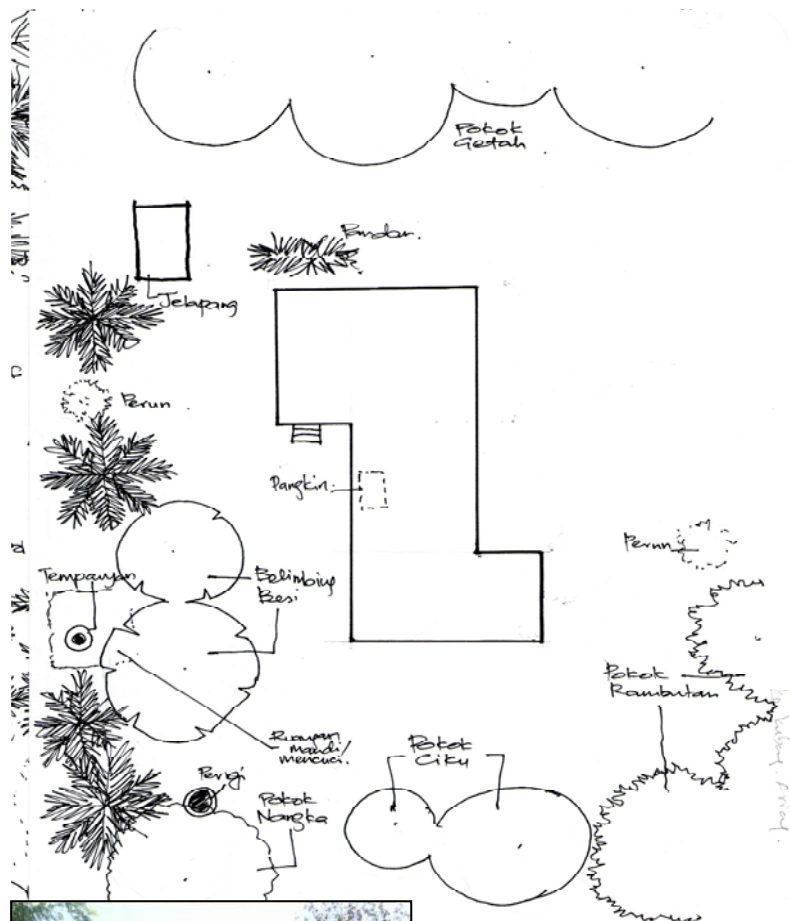 Pokok
Getah
Pandan.
Jelapang
Perun
Pangkin
Perun
Tempayan
Belimbing
Besi
Pokok
Rambutan
Ruangan
mandi/
mencuci.
Pokok
Ciku
Perigi
Pokok
Nangka